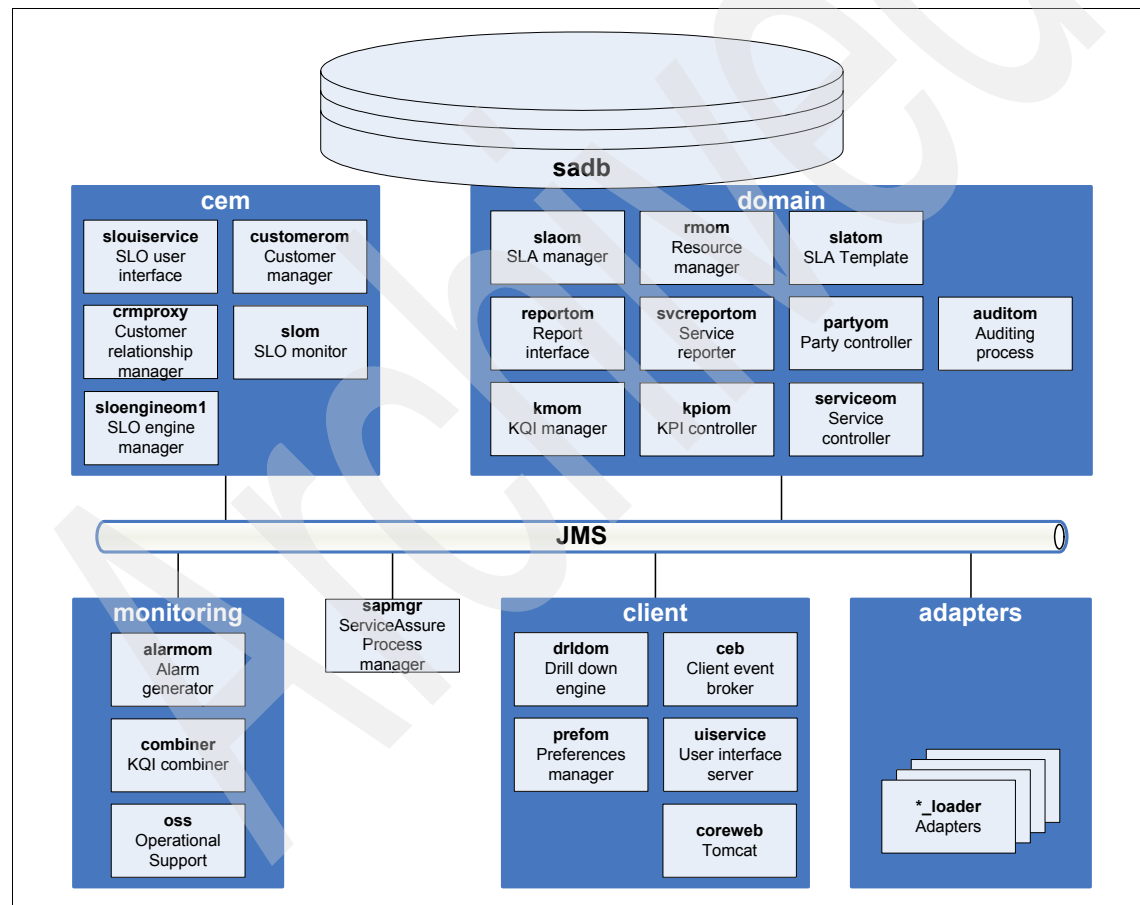 sadb
cem
slouiservice
SLO user
interface
customerom
Customer
manager
crmproxy
Customer
relationship
manager
slom
SLO monitor
sloengineom1
SLO engine
manager
domain
slaom
SLA manager
rmom
Resource
manager
slatom
SLA Template
reportom
Report
interface
svcreportom
Service
reporter
partyom
Party controller
auditom
Auditing
process
kmom
KQI manager
kpiom
KPI controller
serviceom
Service
controller
JMS
monitoring
alarmom
Alarm
generator
combiner
KQI combiner
oss
Operational
Support
sapmgr
ServiceAssure
Process
manager
client
drldom
Drill down
engine
ceb
Client event
broker
prefom
Preferences
manager
uiservice
User interface
server
coreweb
Tomcat
adapters
*_loader
Adapters
Archived